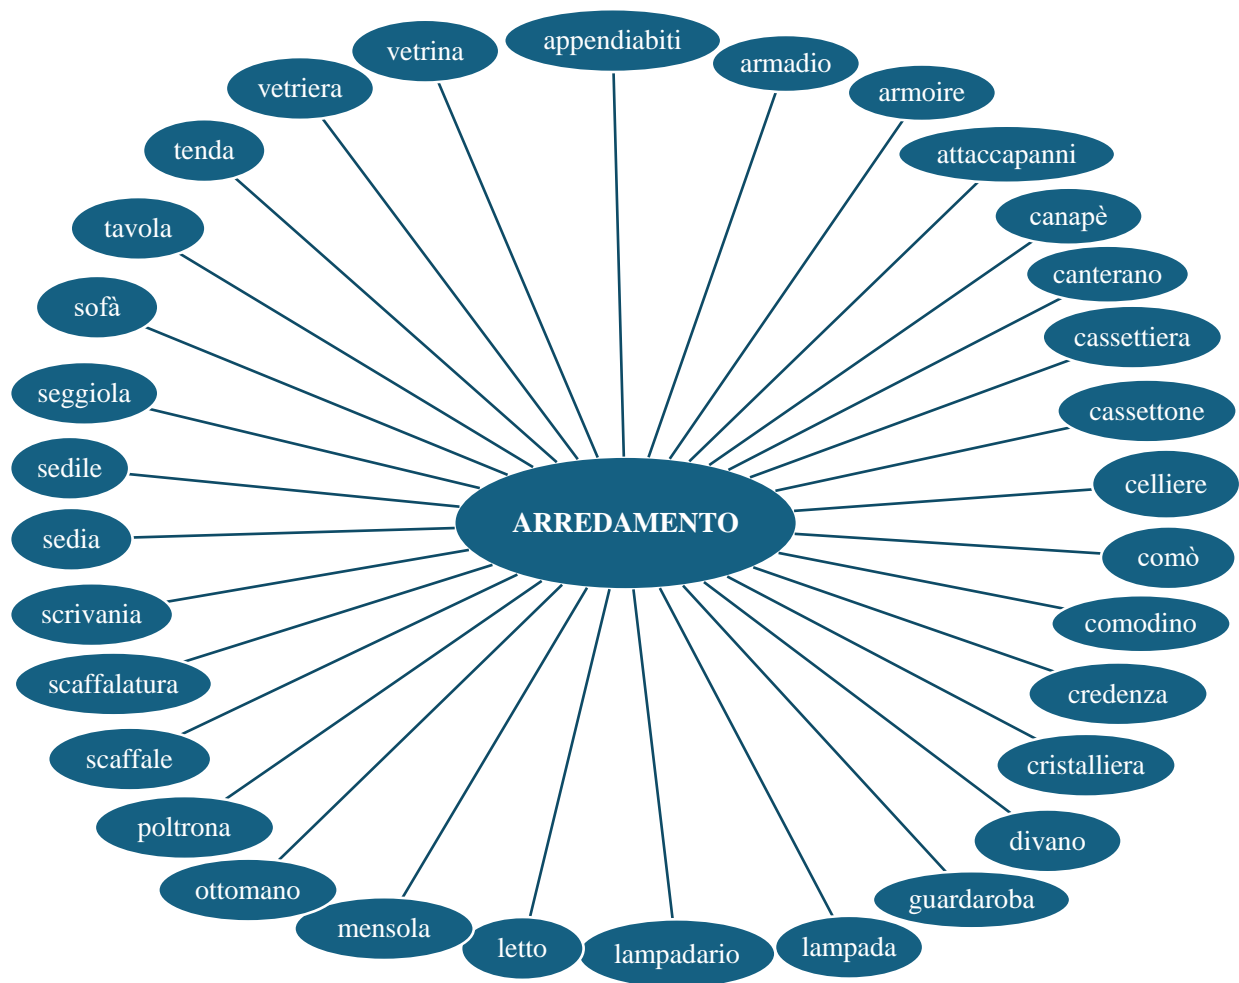 appendiabiti
armadio
armoire
attaccapanni
canapè
canterano
cassettiera
cassettone
celliere
comò
comodino
credenza
cristalliera
divano
guardaroba
lampada
lampadario
letto
mensola
ottomano
poltrona
scaffale
scaffalatura
scrivania
sedia
sedile
seggiola
sofà
tavola
tenda
vetriera
vetrina
ARREDAMENTO